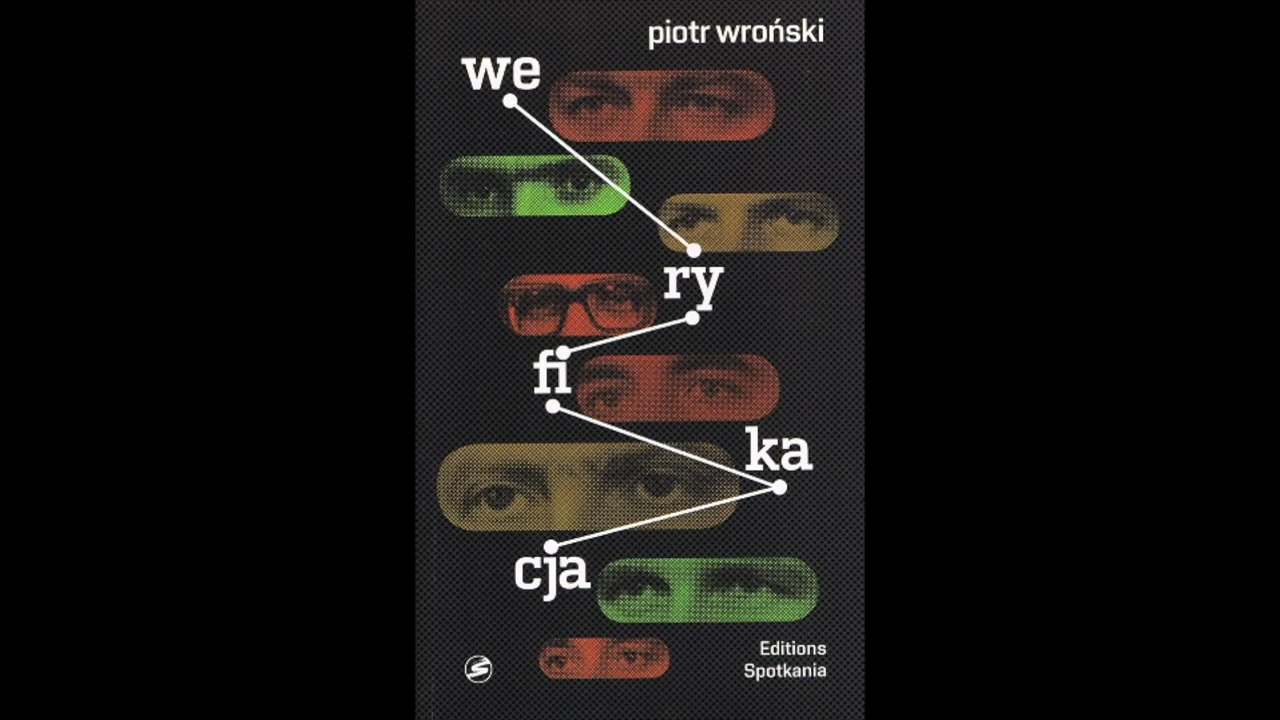 piotr wroński
we
ry
fi
ka
cja
Editions
Spotkania